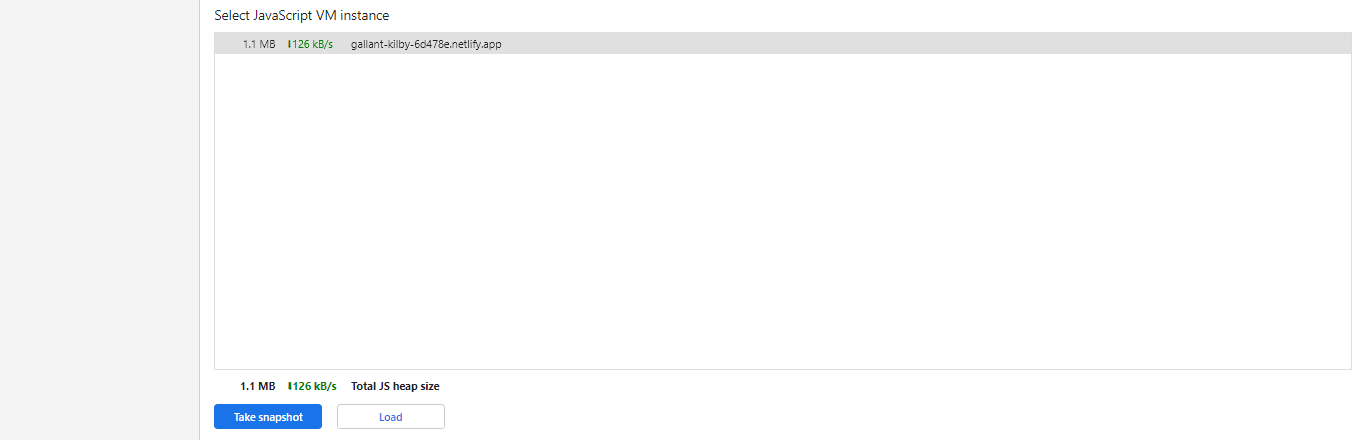 Select JavaScript VM instance
1.1 MB ⬇126 kB/s gallant-kilby-6d478e.netlify.app
1.1 MB ⬇126 kB/s Total JS heap size
Take snapshot Load